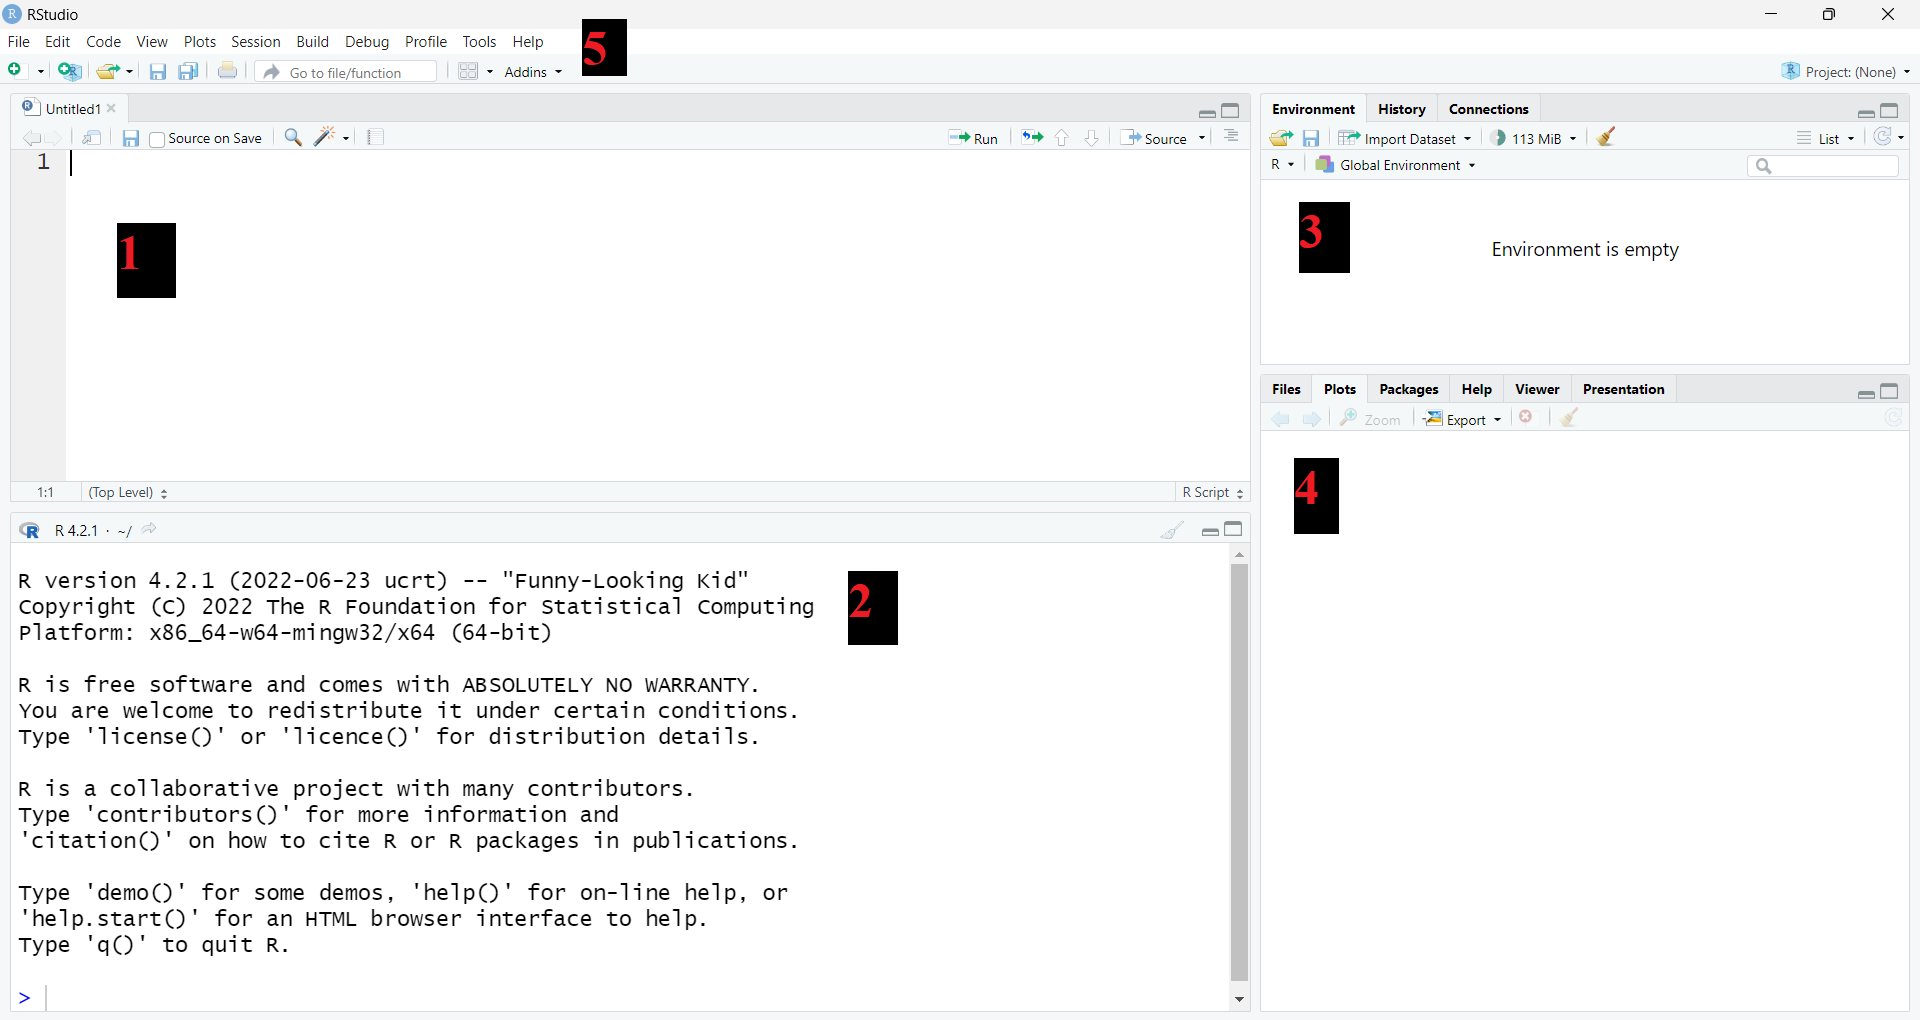 RStudio
File Edit Code View Plots Session Build Debug Profile Tools Help
5
Go to file/function Addins Project: (None)
Untitled1
Source on Save Run Source
1
1
1:1 (Top Level) R Script
R 4.2.1 · ~/
R version 4.2.1 (2022-06-23 ucrt) -- "Funny-Looking Kid"
Copyright (C) 2022 The R Foundation for Statistical Computing
Platform: x86_64-w64-mingw32/x64 (64-bit)
2
R is free software and comes with ABSOLUTELY NO WARRANTY.
You are welcome to redistribute it under certain conditions.
Type 'license()' or 'licence()' for distribution details.
R is a collaborative project with many contributors.
Type 'contributors()' for more information and
'citation()' on how to cite R or R packages in publications.
Type 'demo()' for some demos, 'help()' for on-line help, or
'help.start()' for an HTML browser interface to help.
Type 'q()' to quit R.
>
Environment History Connections
Import Dataset 113 MiB List
R Global Environment
3
Environment is empty
Files Plots Packages Help Viewer Presentation
Zoom Export
4